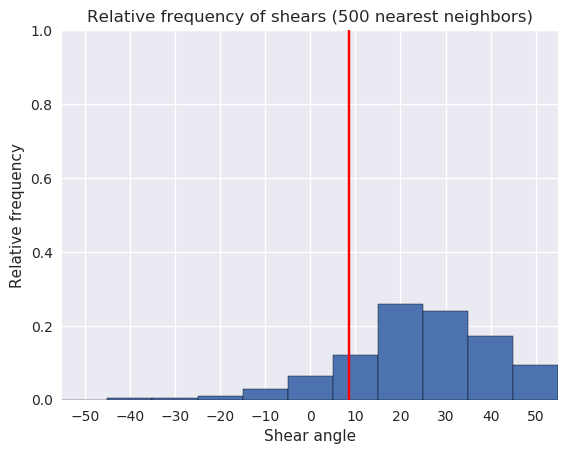 Relative frequency of shears (500 nearest neighbors)
1.0
0.8
0.6
0.4
0.2
0.0
Relative frequency
−50 −40 −30 −20 −10 0 10 20 30 40 50
Shear angle